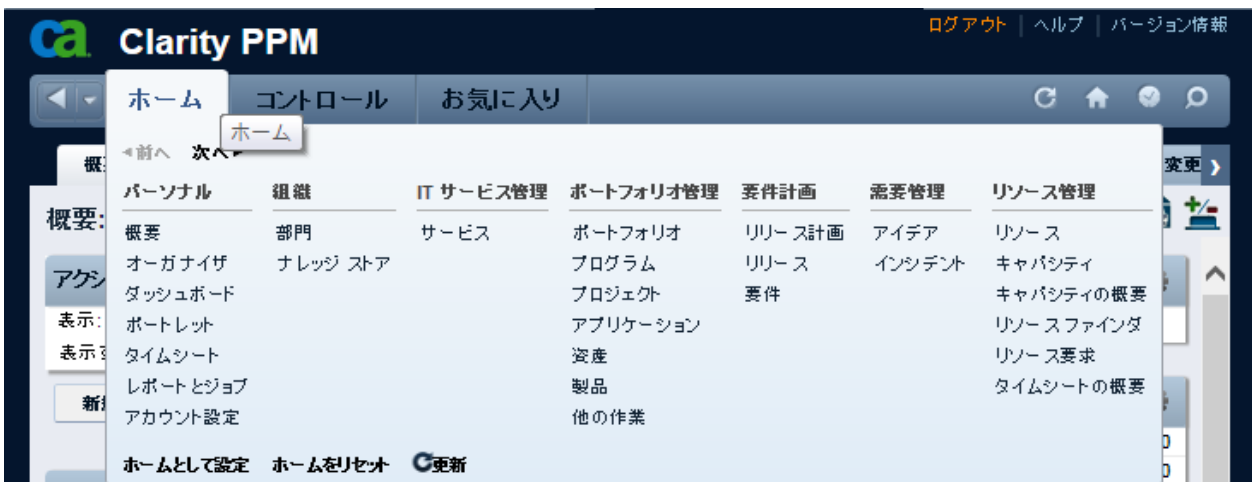 ca Clarity PPM
ログアウト | ヘルプ | バージョン情報
ホーム コントロール お気に入り
ホーム
前へ 次へ
変更
パーソナル 組織 IT サービス管理 ポートフォリオ管理 要件計画 需要管理 リソース管理
概要:
概要 部門 サービス ポートフォリオ リリース計画 アイデア リソース
オーガナイザ ナレッジ ストア プログラム リリース インシデント キャパシティ
ダッシュボード プロジェクト 要件 キャパシティの概要
表示:
ポートレット アプリケーション リソースファインダ
タイムシート 資産 リソース要求
レポートとジョブ 製品 タイムシートの概要
アカウント設定 他の作業
ホームとして設定 ホームをリセット 更新